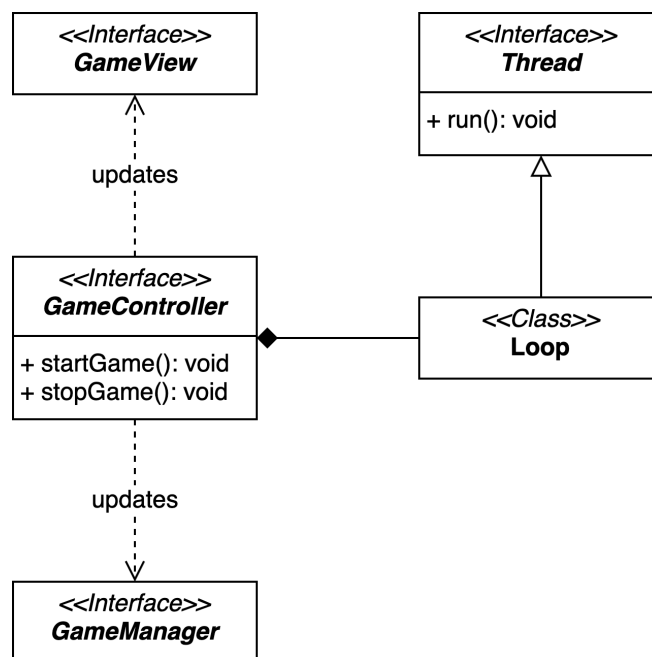 <<Interface>>
GameView
<<Interface>>
Thread
+ run(): void
updates
<<Interface>>
GameController
+ startGame(): void
+ stopGame(): void
<<Class>>
Loop
updates
<<Interface>>
GameManager